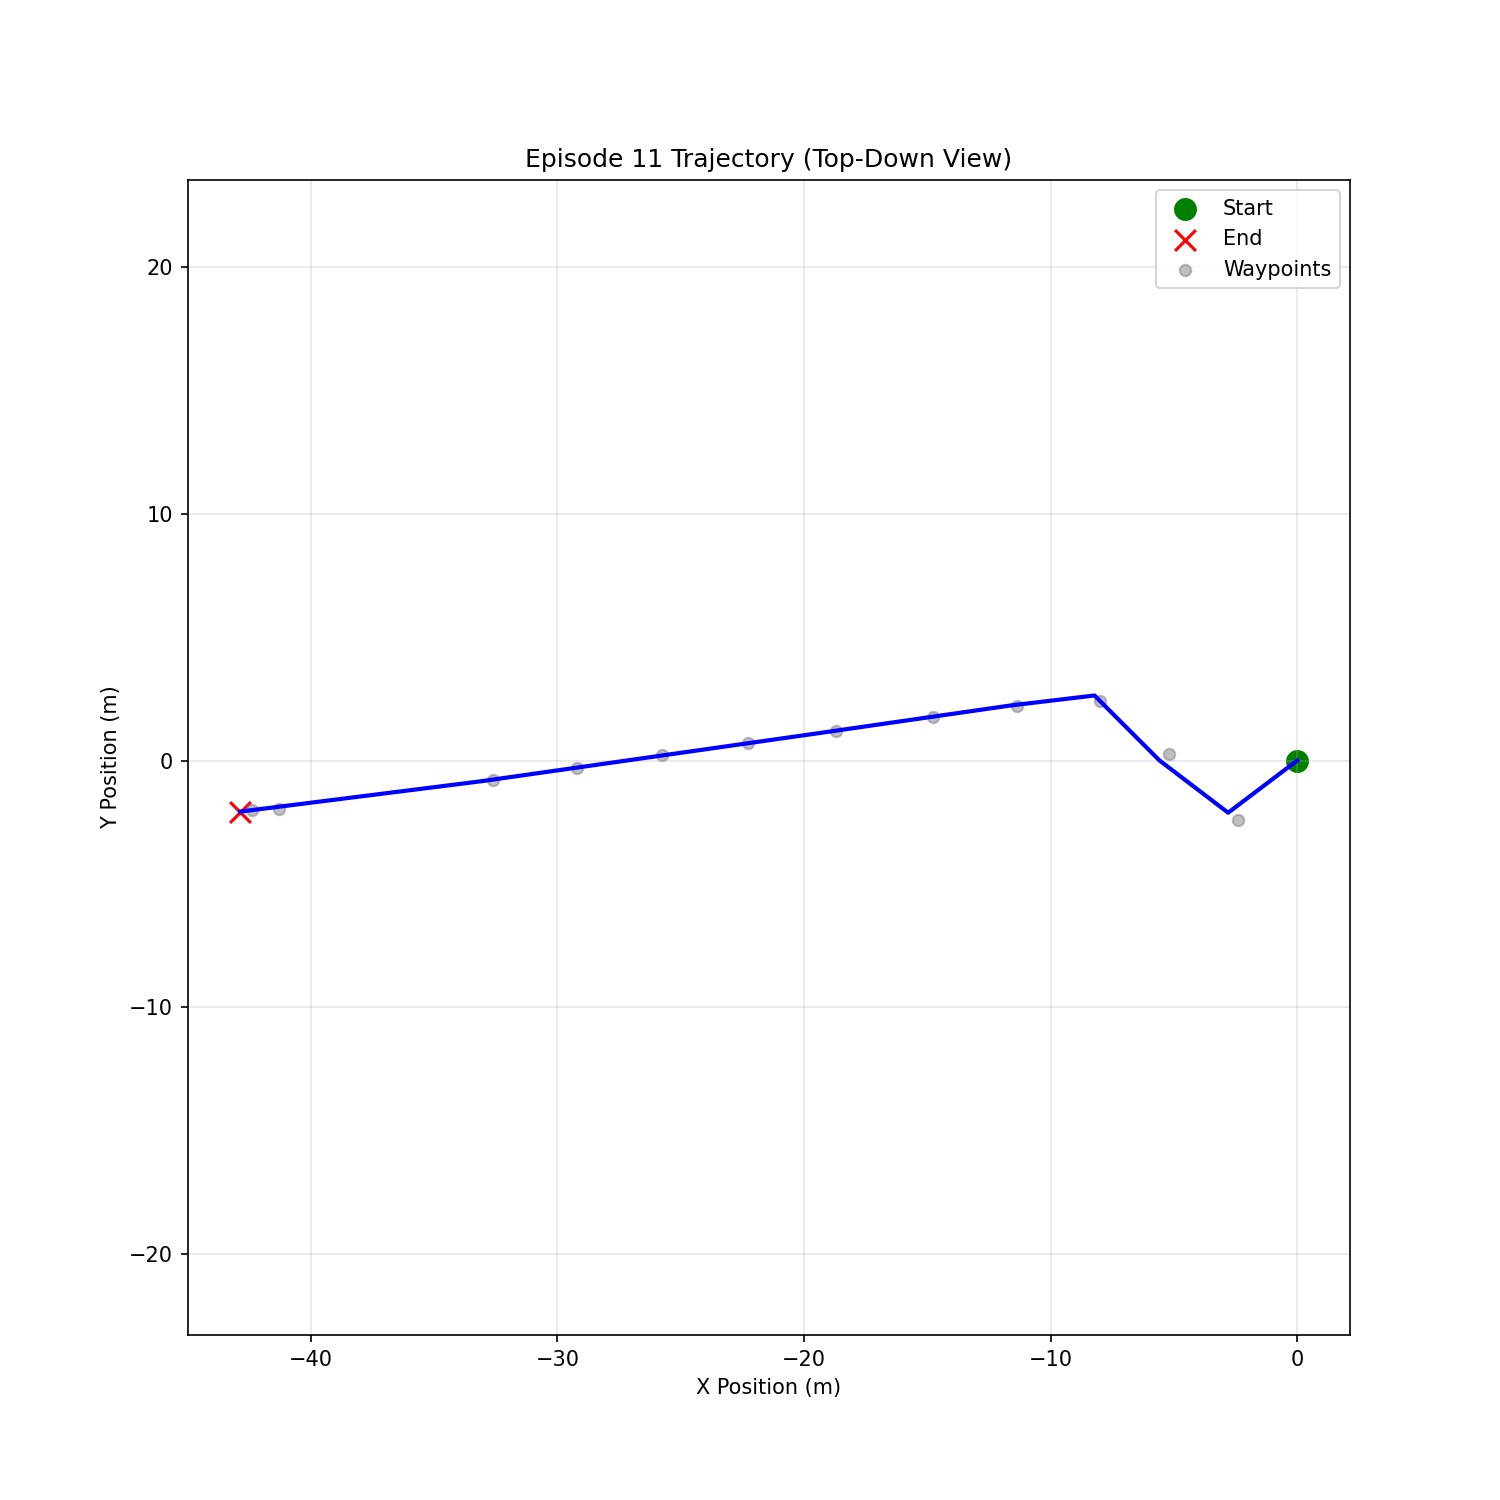 Episode 11 Trajectory (Top-Down View)
Start
End
Waypoints
20
10
0
−10
−20
Y Position (m)
−40
−30
−20
−10
0
X Position (m)